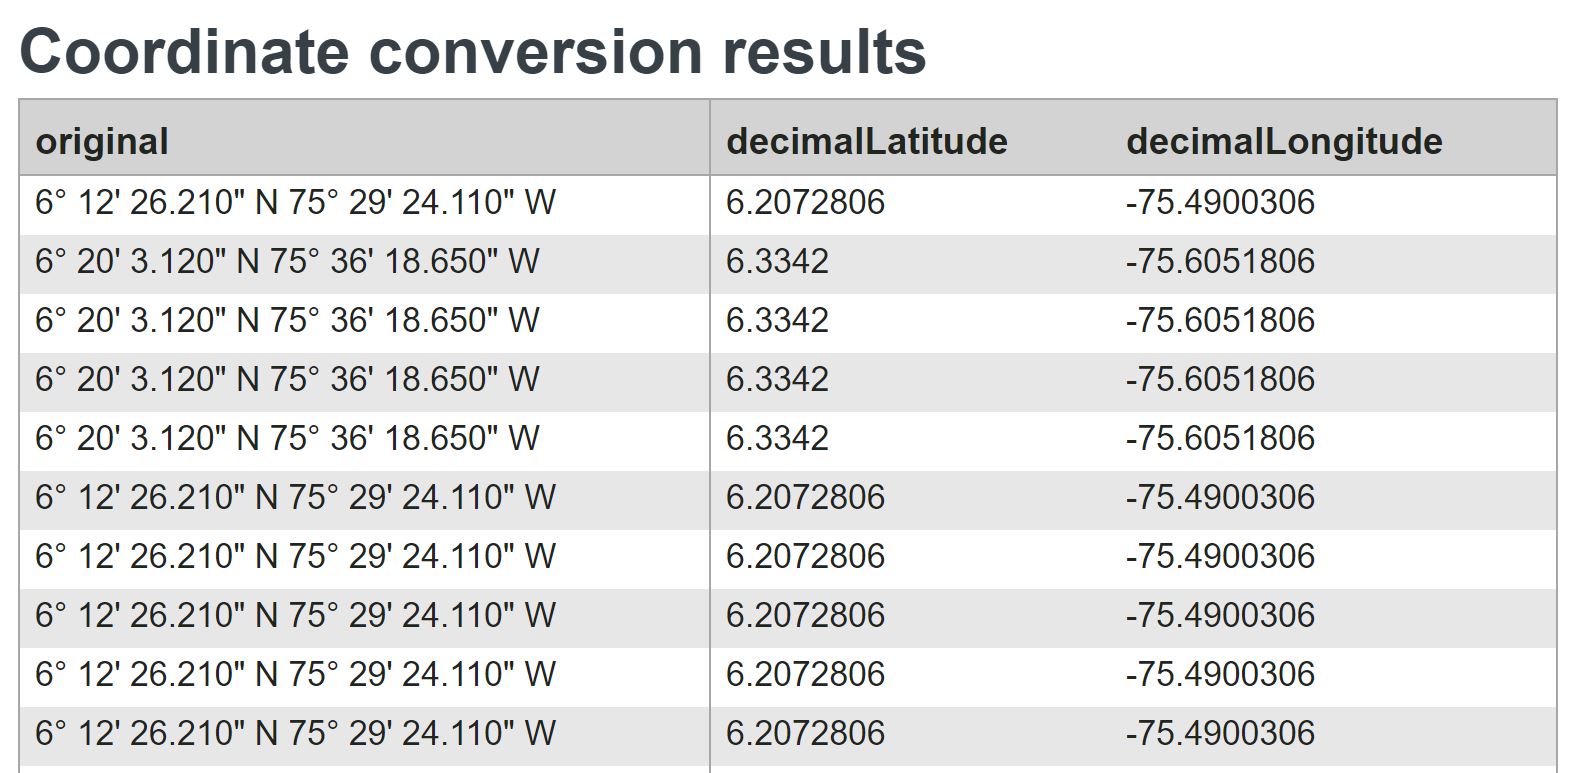 Coordinate conversion results
original decimalLatitude decimalLongitude
6° 12' 26.210" N 75° 29' 24.110" W 6.2072806 -75.4900306
6° 20' 3.120" N 75° 36' 18.650" W 6.3342 -75.6051806
6° 20' 3.120" N 75° 36' 18.650" W 6.3342 -75.6051806
6° 20' 3.120" N 75° 36' 18.650" W 6.3342 -75.6051806
6° 20' 3.120" N 75° 36' 18.650" W 6.3342 -75.6051806
6° 12' 26.210" N 75° 29' 24.110" W 6.2072806 -75.4900306
6° 12' 26.210" N 75° 29' 24.110" W 6.2072806 -75.4900306
6° 12' 26.210" N 75° 29' 24.110" W 6.2072806 -75.4900306
6° 12' 26.210" N 75° 29' 24.110" W 6.2072806 -75.4900306
6° 12' 26.210" N 75° 29' 24.110" W 6.2072806 -75.4900306